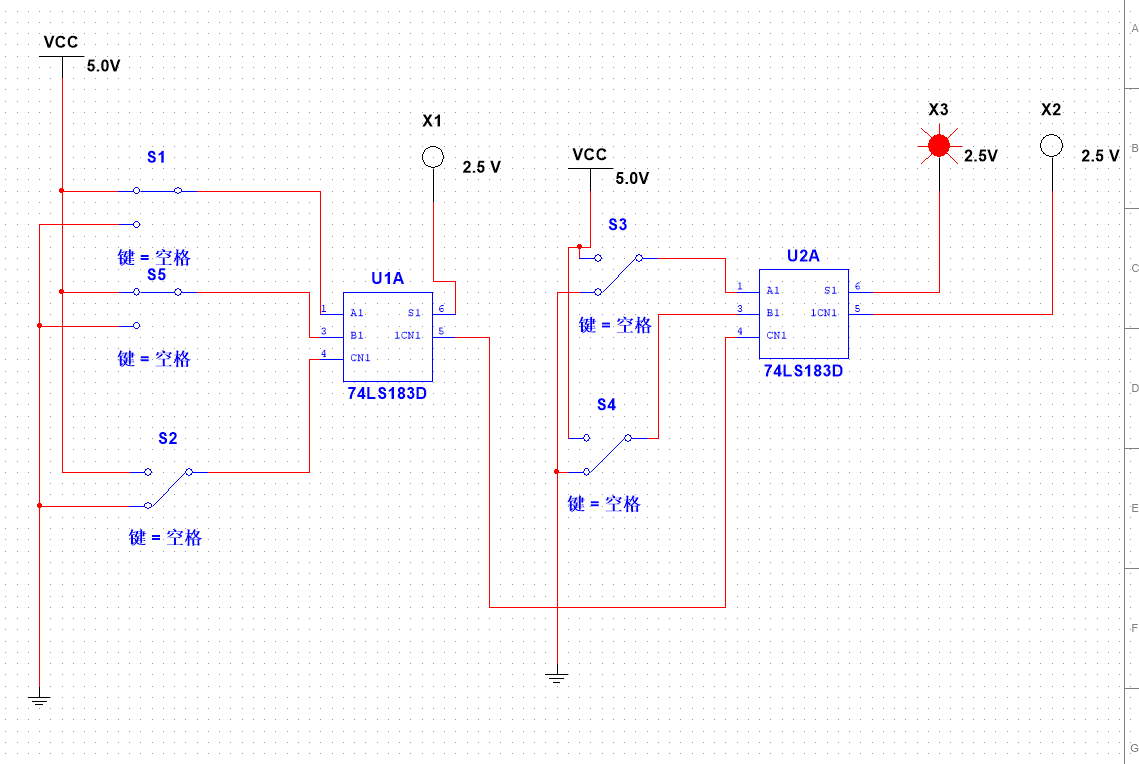 VCC
5.0V
S1
键 = 空格
S5
键 = 空格
S2
键 = 空格
X1
2.5 V
U1A
1
3
4
A1
B1
CN1
S1
1CN1
6
5
74LS183D
VCC
5.0V
S3
键 = 空格
S4
键 = 空格
X3
2.5V
X2
2.5 V
U2A
1
3
4
A1
B1
CN1
S1
1CN1
6
5
74LS183D
A
B
C
D
E
F
G